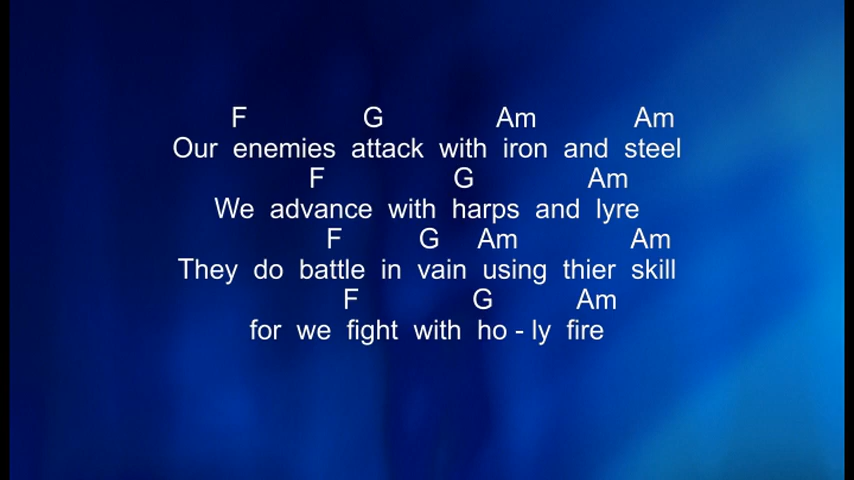 F G Am Am
Our enemies attack with iron and steel
F G Am
We advance with harps and lyre
F G Am Am
They do battle in vain using thier skill
F G Am
for we fight with ho - ly fire